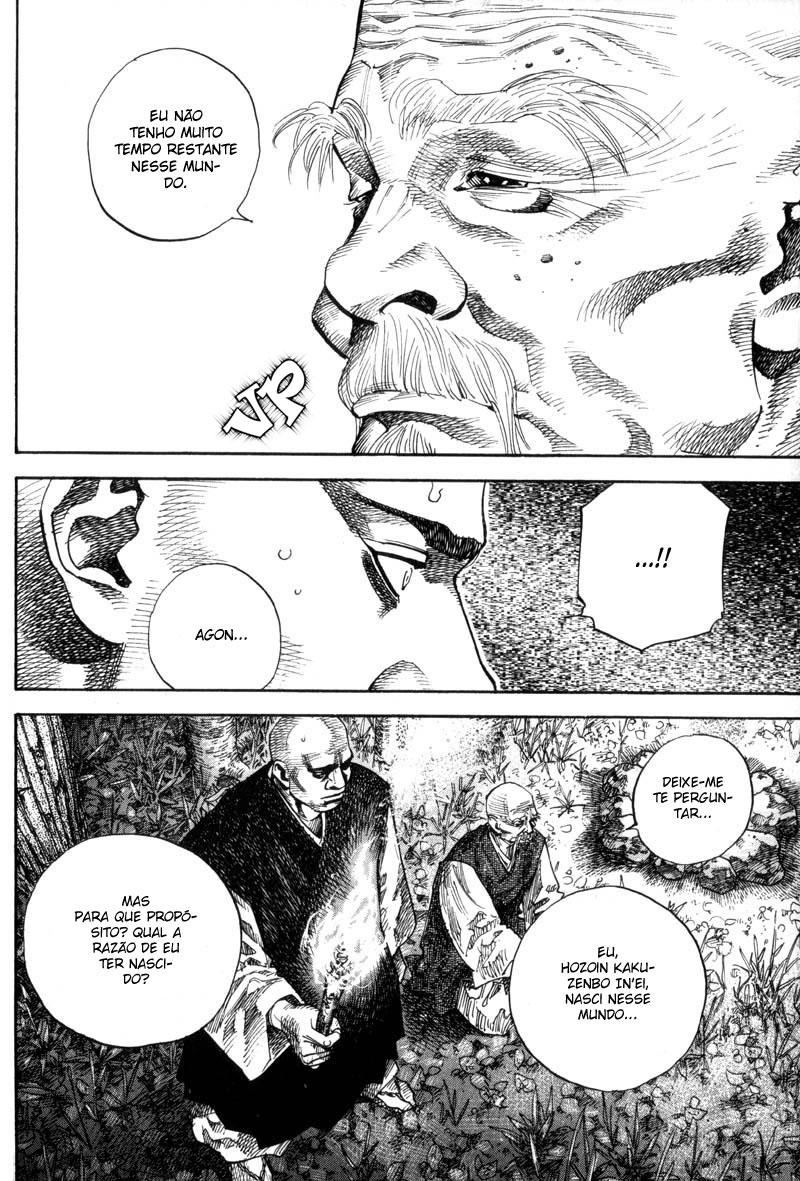 EU NÃO
TENHO MUITO
TEMPO RESTANTE
NESSE MUN-
DO.
VP
...!!
AGON...
DEIXE-ME
TE PERGUN-
TAR...
EU,
HOZOIN KAKU-
ZENBO IN'EI,
NASCI NESSE
MUNDO...
MAS
PARA QUE PROPÓ-
SITO? QUAL A
RAZÃO DE EU
TER NASCI-
DO?